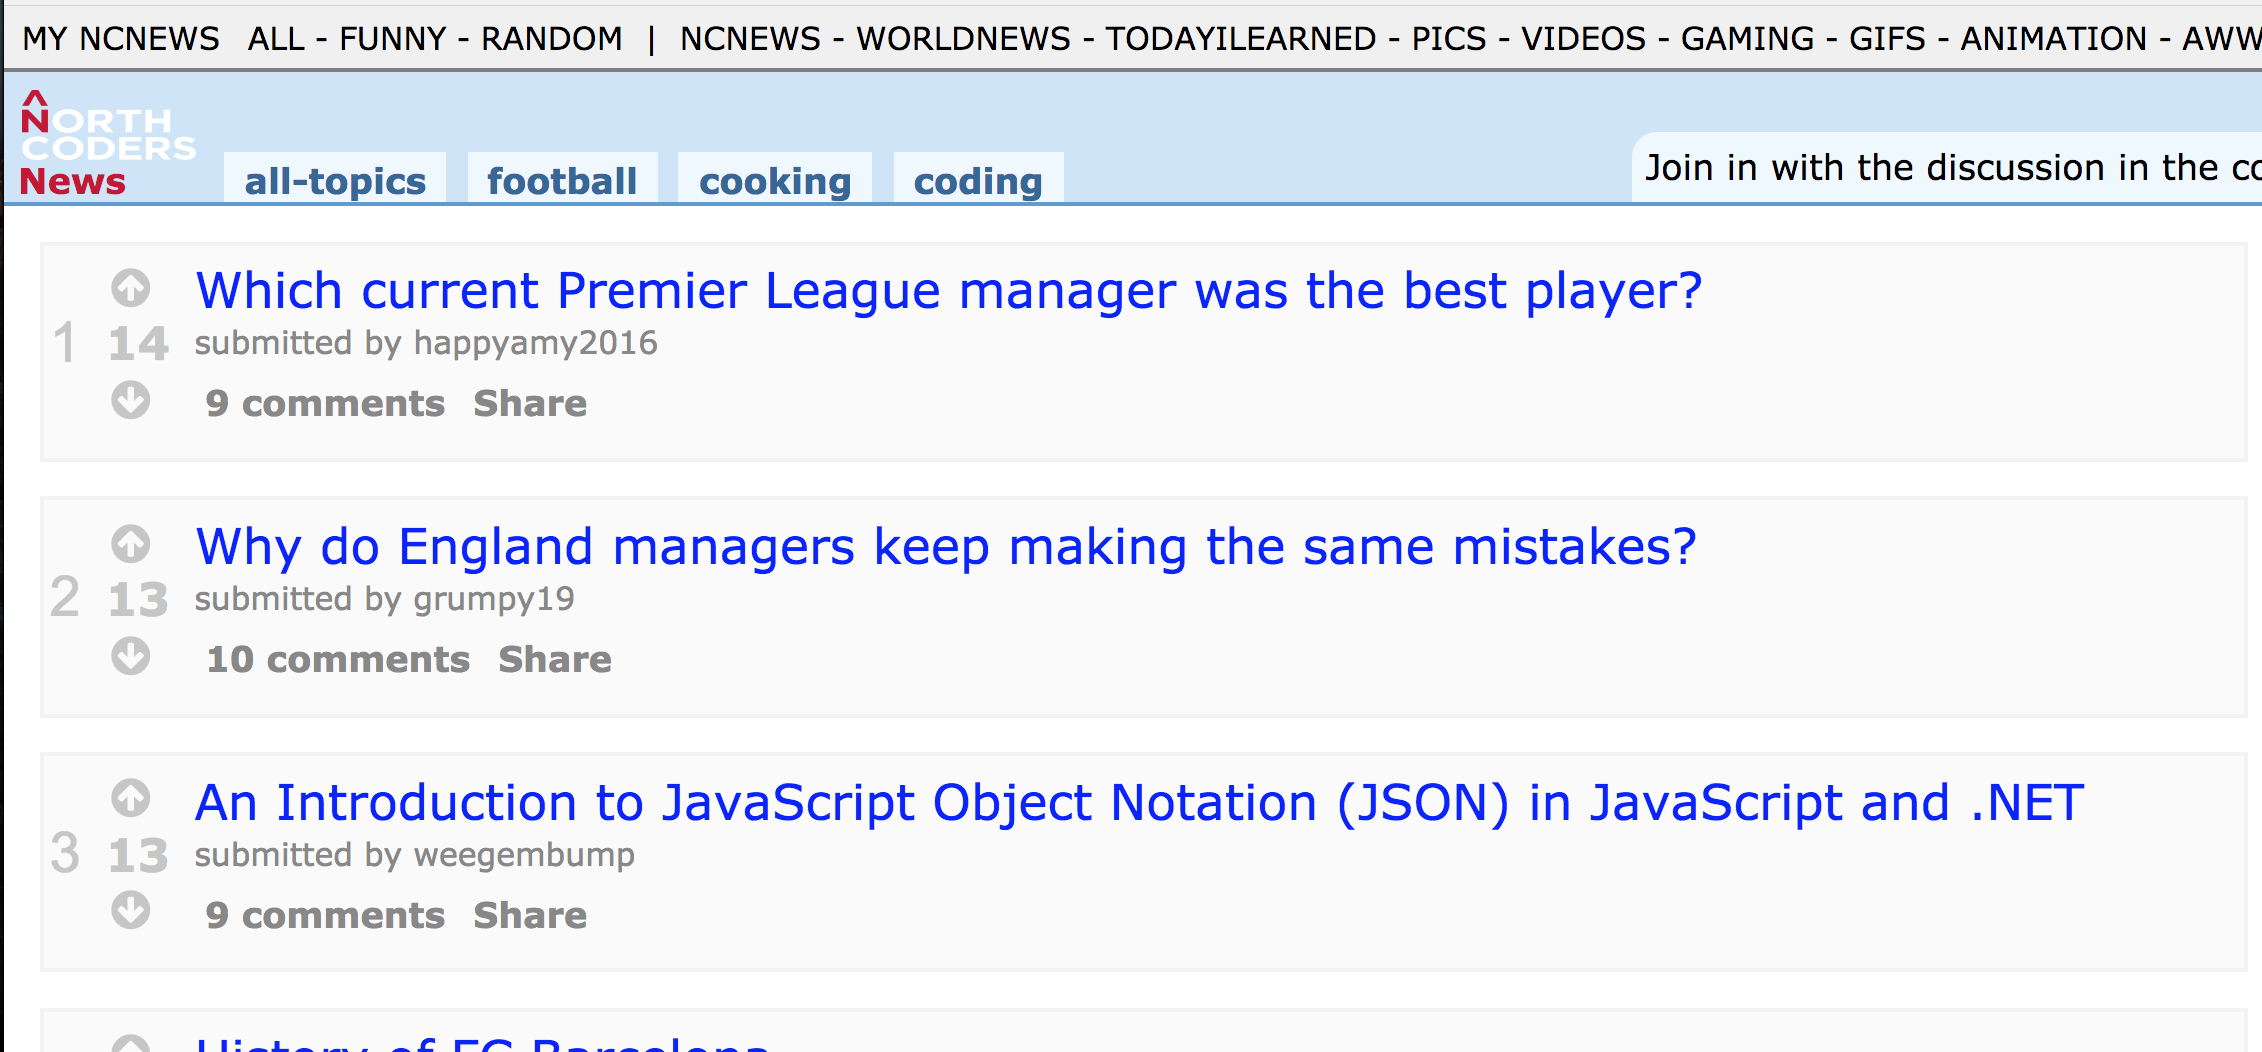 MY NCNEWS ALL - FUNNY - RANDOM | NCNEWS - WORLDNEWS - TODAYILEARNED - PICS - VIDEOS - GAMING - GIFS - ANIMATION - AWW
NORTH
CODERS
News
all-topics football cooking coding
Join in with the discussion in the co
1
14
Which current Premier League manager was the best player?
submitted by happyamy2016
9 comments Share
2
13
Why do England managers keep making the same mistakes?
submitted by grumpy19
10 comments Share
3
13
An Introduction to JavaScript Object Notation (JSON) in JavaScript and .NET
submitted by weegembump
9 comments Share
History of FC Barcelona